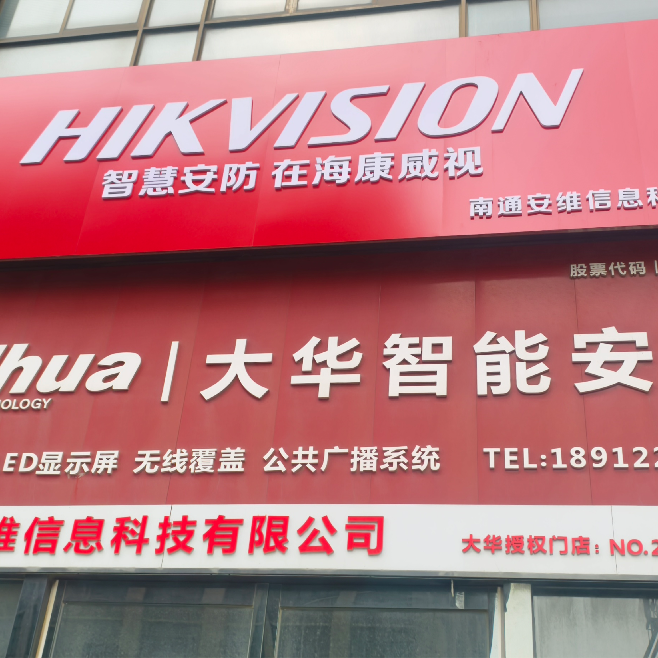 HIKVISION
智慧安防 在海康威视
南通安维信息科
股票代码
hua | 大华智能安
NOLOGY
ED显示屏 无线覆盖 公共广播系统 TEL:18912
维信息科技有限公司
大华授权门店：NO.2